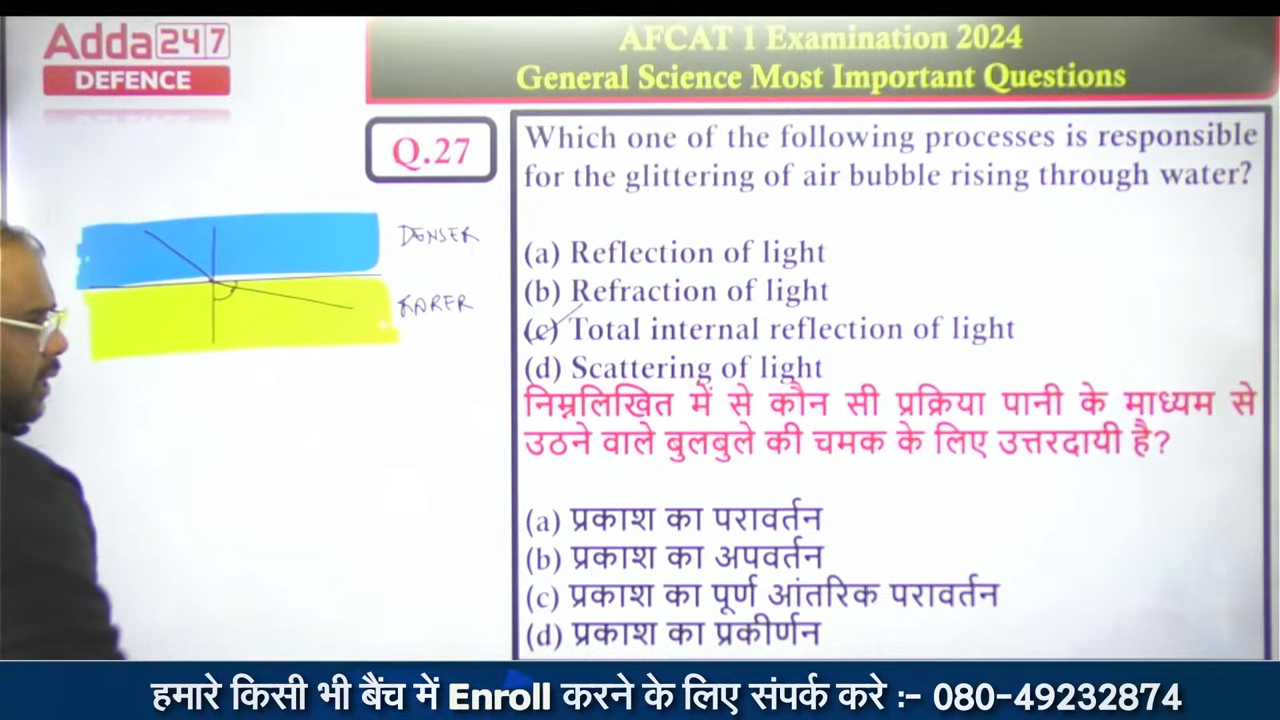 Adda247
DEFENCE
AFCAT 1 Examination 2024
General Science Most Important Questions
Q.27
Which one of the following processes is responsible
for the glittering of air bubble rising through water?
(a) Reflection of light
(b) Refraction of light
(c) Total internal reflection of light
(d) Scattering of light
निम्नलिखित में से कौन सी प्रक्रिया पानी के माध्यम से
उठने वाले बुलबुले की चमक के लिए उत्तरदायी है?
(a) प्रकाश का परावर्तन
(b) प्रकाश का अपवर्तन
(c) प्रकाश का पूर्ण आंतरिक परावर्तन
(d) प्रकाश का प्रकीर्णन
DENSER
RARER
हमारे किसी भी बैंच में Enroll करने के लिए संपर्क करे :- 080-49232874